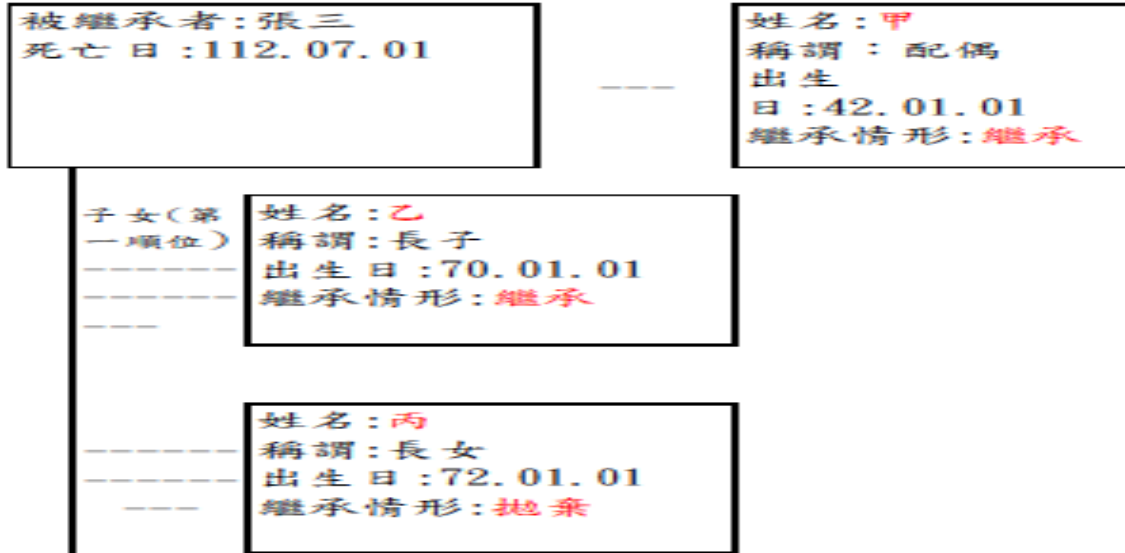 被繼承者:張三
死亡日:112.07.01
姓名:甲
稱謂:配偶
出生
日:42.01.01
繼承情形:繼承
子女(第
一順位)
姓名:乙
稱謂:長子
出生日:70.01.01
繼承情形:繼承
姓名:丙
稱謂:長女
出生日:72.01.01
繼承情形:拋棄